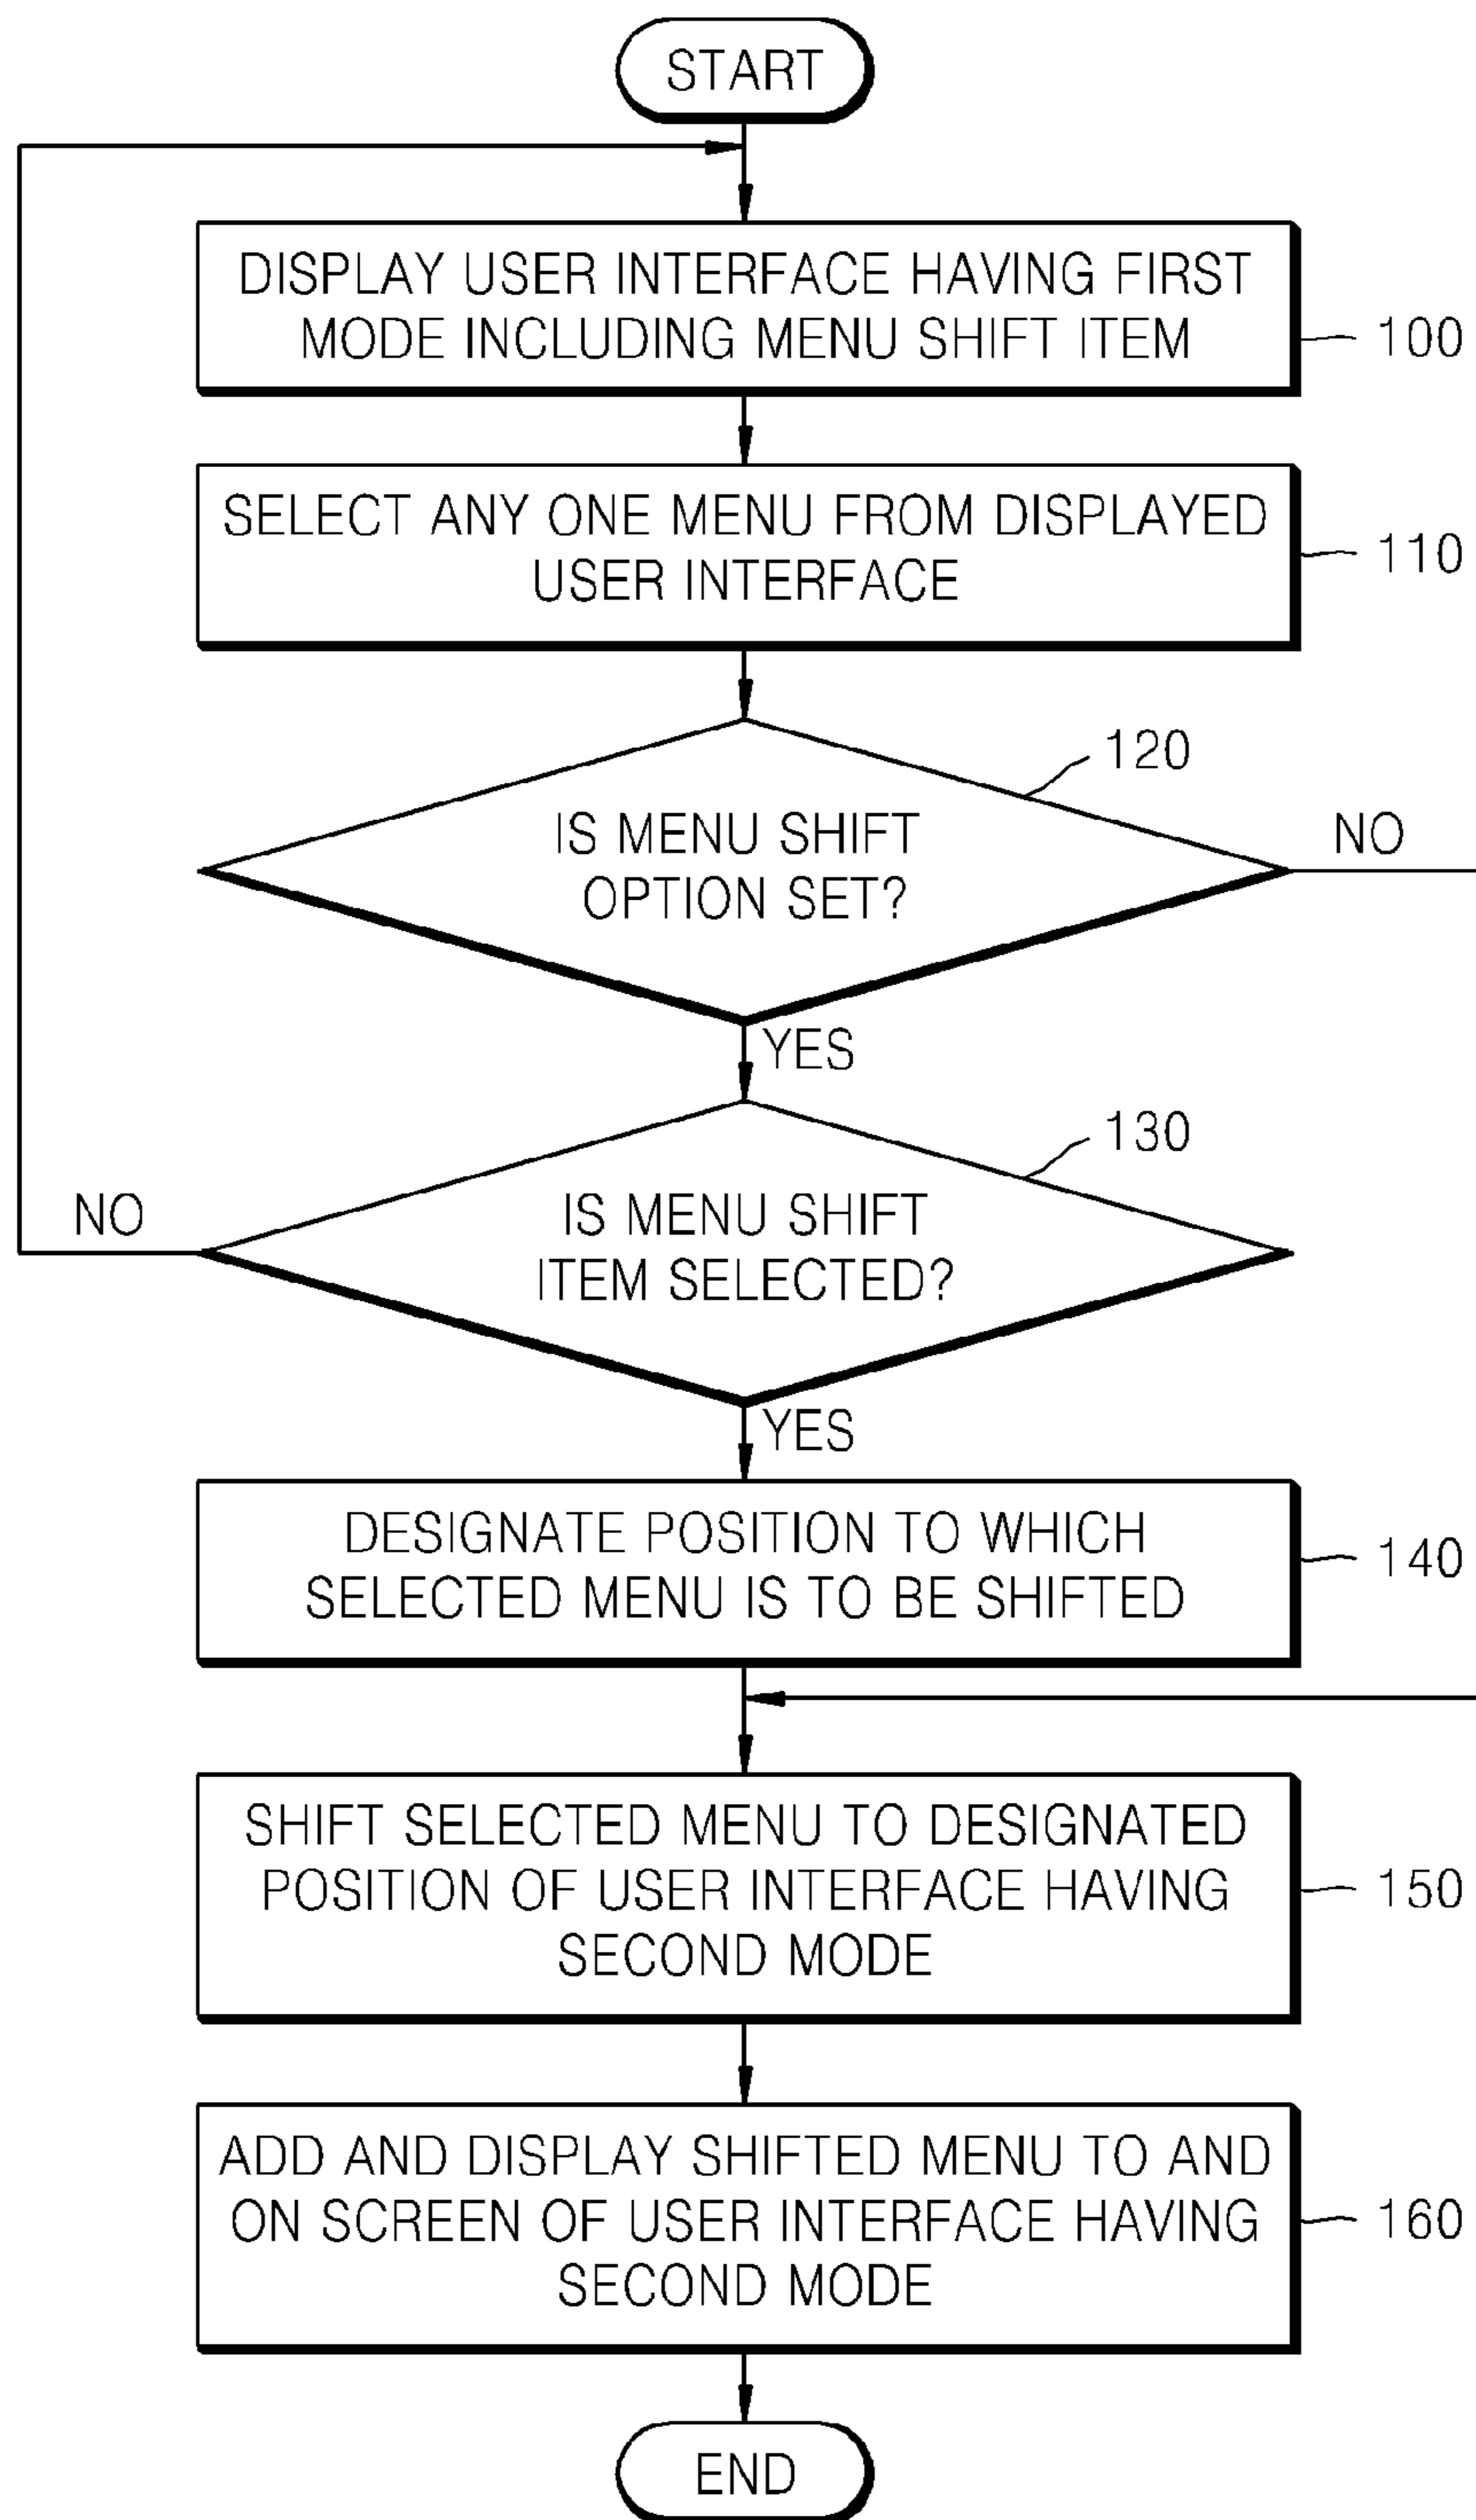 START
DISPLAY USER INTERFACE HAVING FIRST
MODE INCLUDING MENU SHIFT ITEM
100
SELECT ANY ONE MENU FROM DISPLAYED
USER INTERFACE
110
120
IS MENU SHIFT
OPTION SET?
NO
YES
130
IS MENU SHIFT
ITEM SELECTED?
NO
YES
DESIGNATE POSITION TO WHICH
SELECTED MENU IS TO BE SHIFTED
140
SHIFT SELECTED MENU TO DESIGNATED
POSITION OF USER INTERFACE HAVING
SECOND MODE
150
ADD AND DISPLAY SHIFTED MENU TO AND
ON SCREEN OF USER INTERFACE HAVING
SECOND MODE
160
END